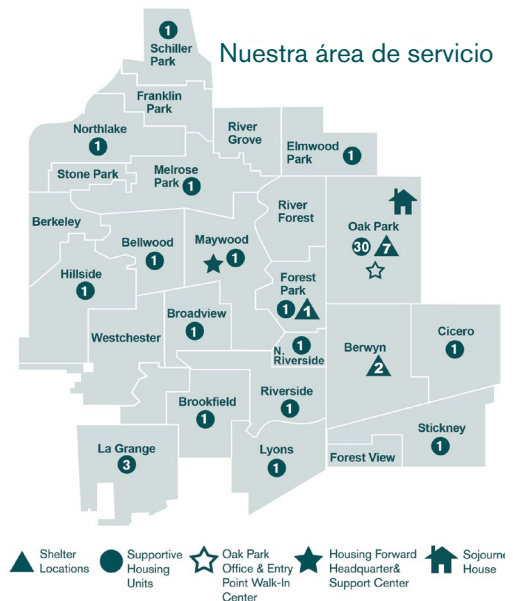 Nuestra área de servicio
1
Schiller
Park
Franklin
Park
Northlake
1
River
Grove
Elmwood
Park 1
Stone Park
Melrose
Park 1
Berkeley
River
Forest
Oak Park
30 7
Bellwood
1
Maywood
1
Hillside
1
Forest
Park
1 1
Broadview
1
Westchester
1
N.
Riverside
Berwyn
2
Cicero
1
Brookfield
1
Riverside
1
Stickney
1
La Grange
3
Lyons
1
Forest View
Shelter
Locations
Supportive
Housing
Units
Oak Park
Office & Entry
Point Walk-In
Center
Housing Forward
Headquarter&
Support Center
Sojourne
House